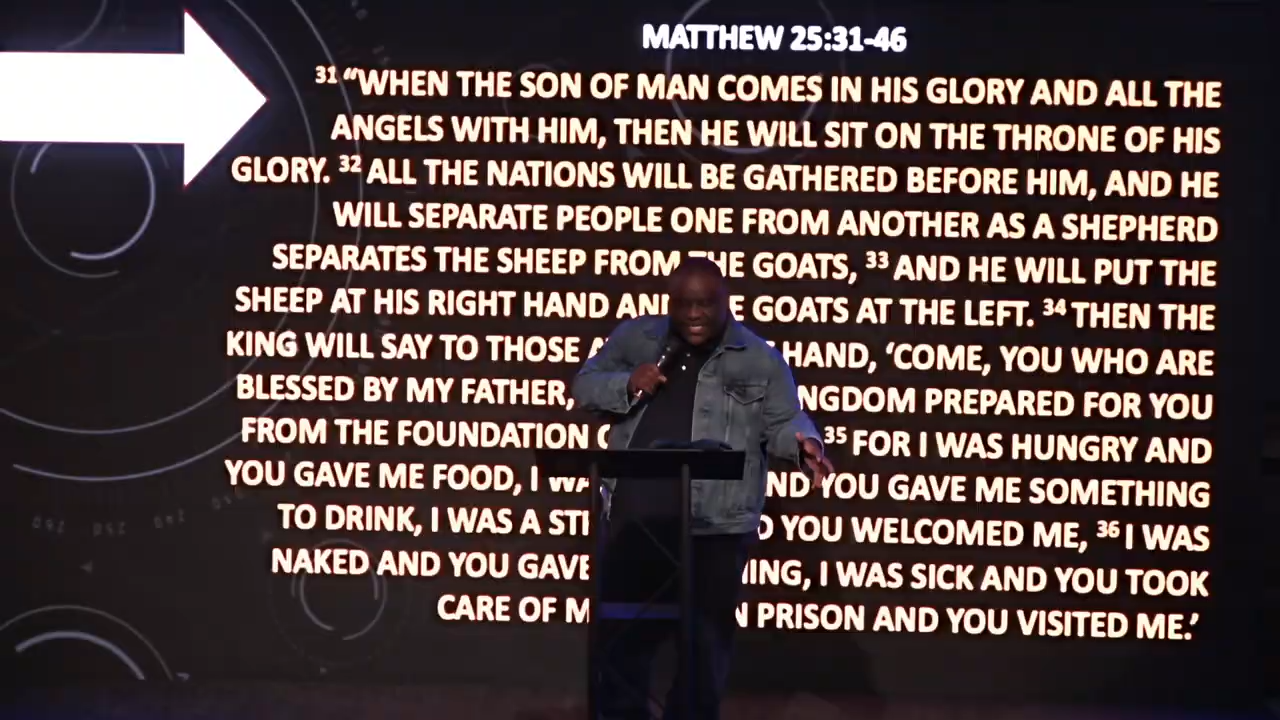 MATTHEW 25:31-46
31 “WHEN THE SON OF MAN COMES IN HIS GLORY AND ALL THE
ANGELS WITH HIM, THEN HE WILL SIT ON THE THRONE OF HIS
GLORY. 32 ALL THE NATIONS WILL BE GATHERED BEFORE HIM, AND HE
WILL SEPARATE PEOPLE ONE FROM ANOTHER AS A SHEPHERD
SEPARATES THE SHEEP FROM THE GOATS, 33 AND HE WILL PUT THE
SHEEP AT HIS RIGHT HAND AND GOATS AT THE LEFT. 34 THEN THE
KING WILL SAY TO THOSE HAND, ‘COME, YOU WHO ARE
BLESSED BY MY FATHER, PREPARED FOR YOU
FROM THE FOUNDATION 35 FOR I WAS HUNGRY AND
YOU GAVE ME FOOD, I YOU GAVE ME SOMETHING
TO DRINK, I WAS A YOU WELCOMED ME, 36 I WAS
NAKED AND YOU GAVE I WAS SICK AND YOU TOOK
CARE OF PRISON AND YOU VISITED ME.’